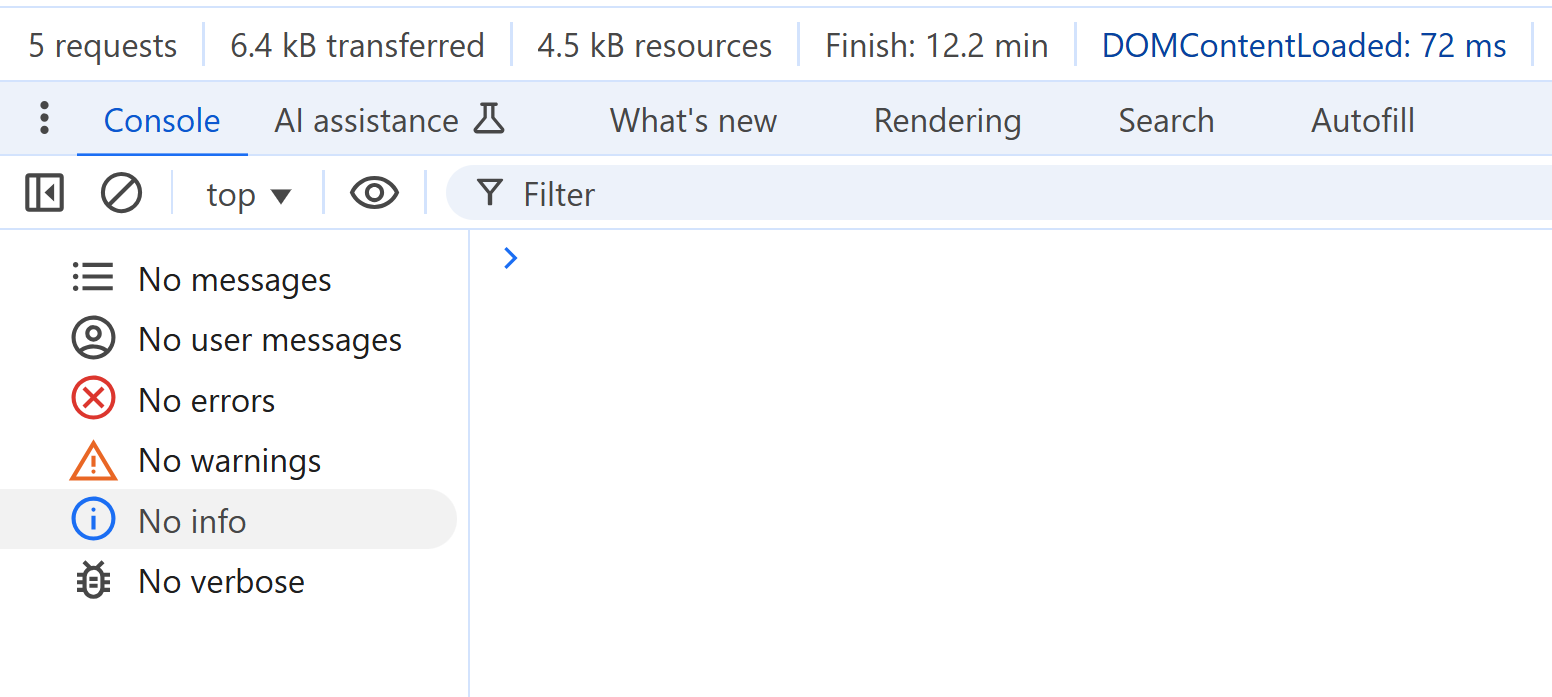 5 requests 6.4 kB transferred 4.5 kB resources Finish: 12.2 min DOMContentLoaded: 72 ms
Console AI assistance What's new Rendering Search Autofill
top Filter
No messages
No user messages
No errors
No warnings
No info
No verbose